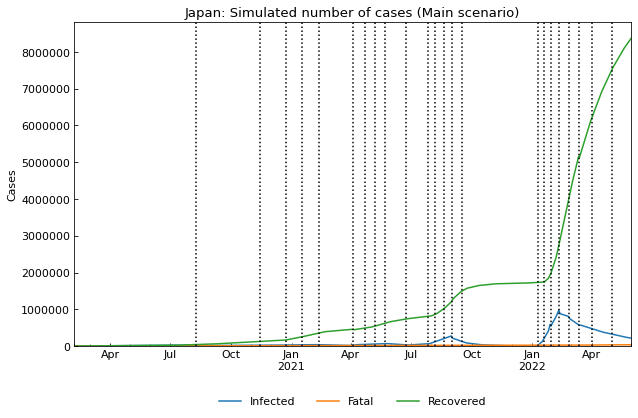 Japan: Simulated number of cases (Main scenario)
Cases
8000000
7000000
6000000
5000000
4000000
3000000
2000000
1000000
0
Apr Jul Oct Jan Apr Jul Oct Jan Apr
2021 2022
Infected Fatal Recovered